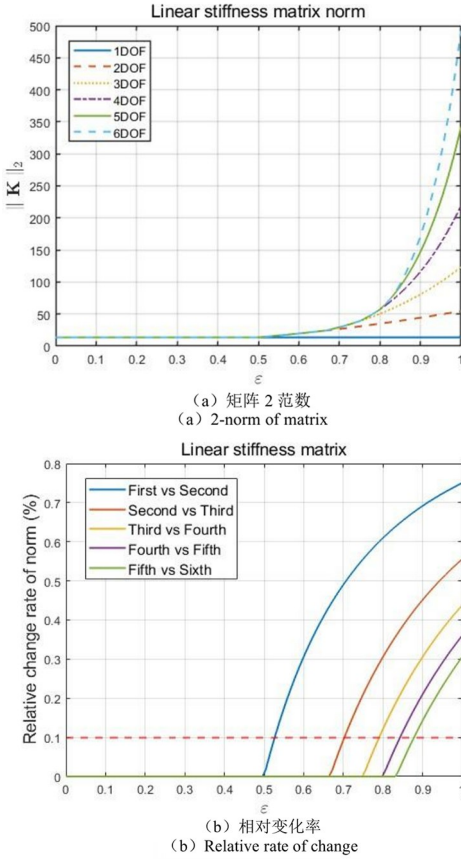 Linear stiffness matrix norm
500
450
400
350
300
250
200
150
100
50
0
‖ K ‖₂
1DOF
2DOF
3DOF
4DOF
5DOF
6DOF
0 0.1 0.2 0.3 0.4 0.5 0.6 0.7 0.8 0.9 1
ε
（a）矩阵 2 范数
（a）2-norm of matrix
Linear stiffness matrix
0.8
0.7
0.6
0.5
0.4
0.3
0.2
0.1
0
Relative change rate of norm (%)
First vs Second
Second vs Third
Third vs Fourth
Fourth vs Fifth
Fifth vs Sixth
0 0.1 0.2 0.3 0.4 0.5 0.6 0.7 0.8 0.9 1
ε
（b）相对变化率
（b）Relative rate of change